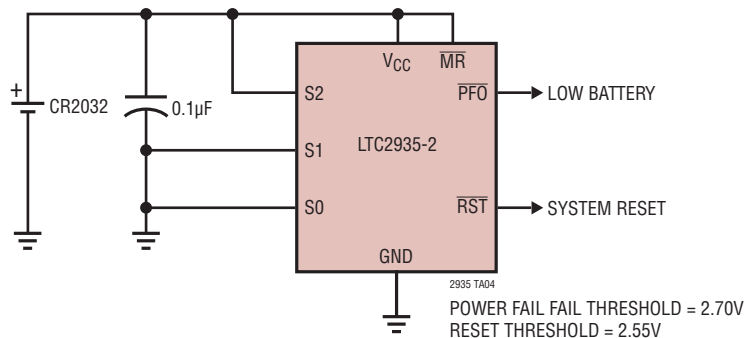 VCC
MR
+
CR2032
0.1µF
S2
PFO
LOW BATTERY
S1
LTC2935-2
S0
RST
SYSTEM RESET
GND
2935 TA04
POWER FAIL FAIL THRESHOLD = 2.70V
RESET THRESHOLD = 2.55V